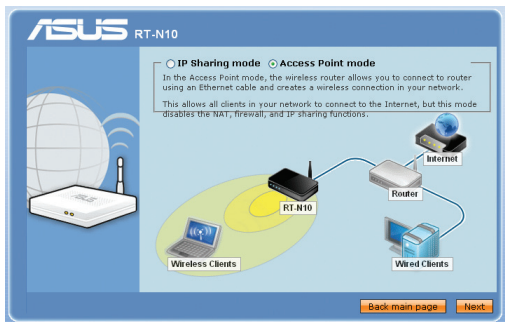 ASUS RT-N10
IP Sharing mode Access Point mode
In the Access Point mode, the wireless router allows you to connect to router
using an Ethernet cable and creates a wireless connection in your network.
This allows all clients in your network to connect to the Internet, but this mode
disables the NAT, firewall, and IP sharing functions.
Internet
Router
RT-N10
Wireless Clients
Wired Clients
ASUS
Back main page Next